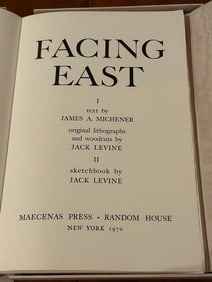 FACING
EAST
I
text by
JAMES A. MICHENER
original lithographs
and woodcuts by
JACK LEVINE
II
sketchbook by
JACK LEVINE
MAECENAS PRESS · RANDOM HOUSE
NEW YORK 1970